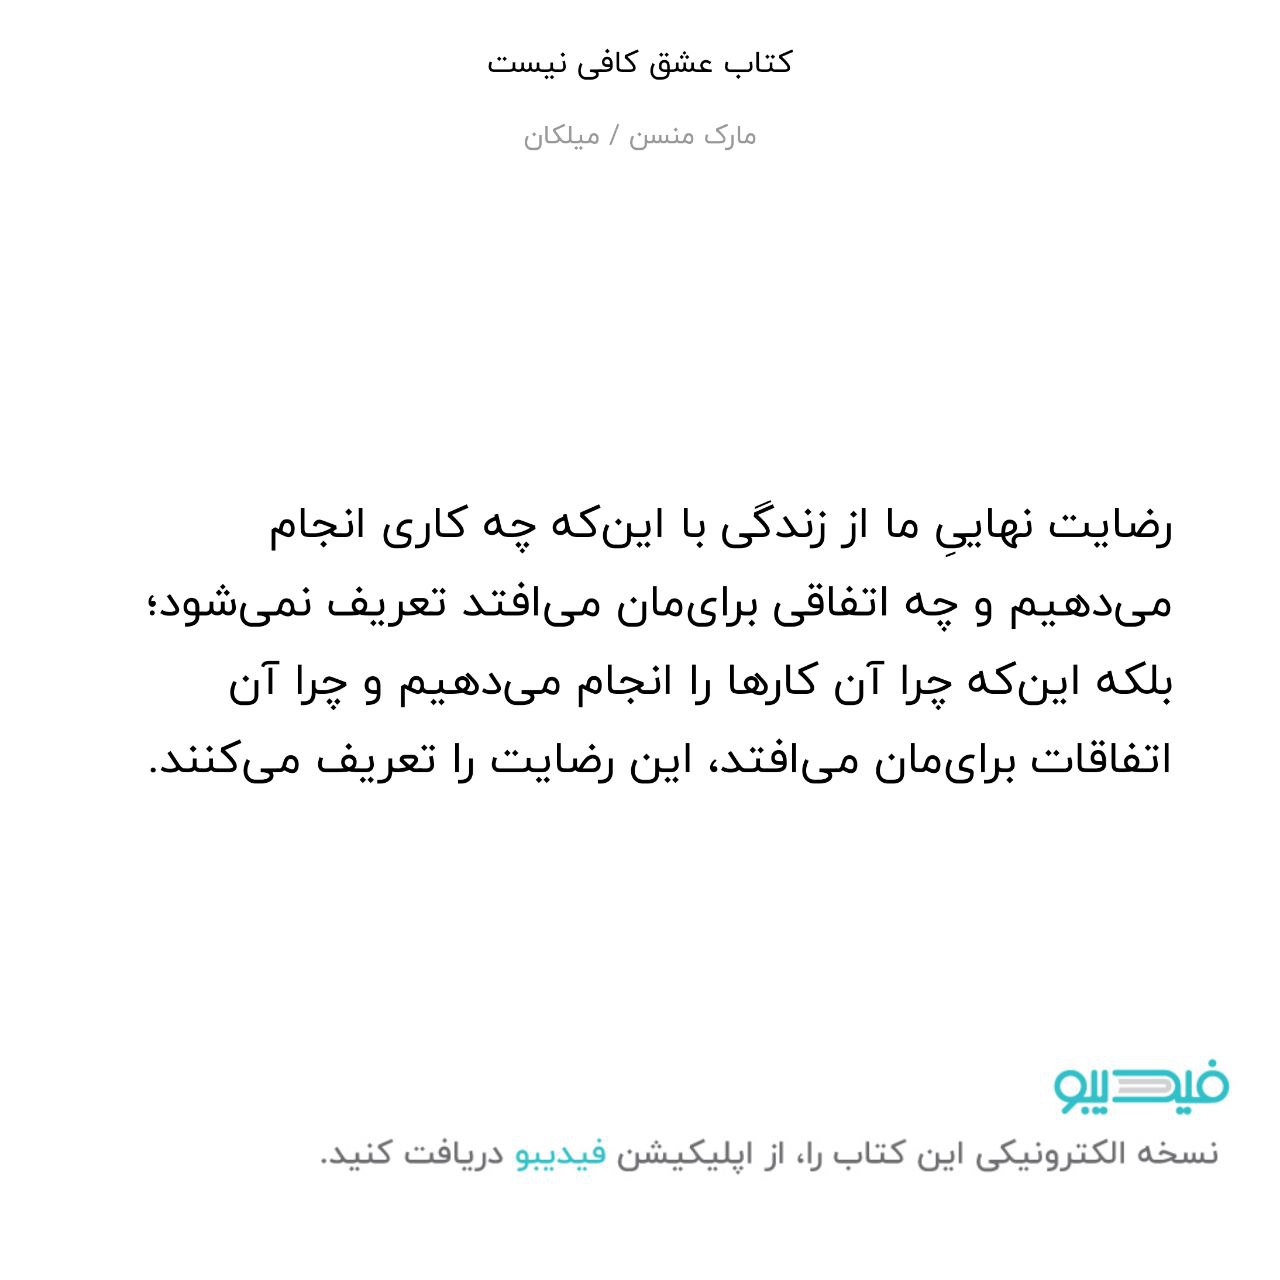 کتاب عشق کافی نیست
مارک منسن / میلکان
رضایت نهاییِ ما از زندگی با این‌که چه کاری انجام
می‌دهیم و چه اتفاقی برای‌مان می‌افتد تعریف نمی‌شود؛
بلکه این‌که چرا آن کارها را انجام می‌دهیم و چرا آن
اتفاقات برای‌مان می‌افتد، این رضایت را تعریف می‌کنند.
فیدیبو
نسخه الکترونیکی این کتاب را، از اپلیکیشن فیدیبو دریافت کنید.